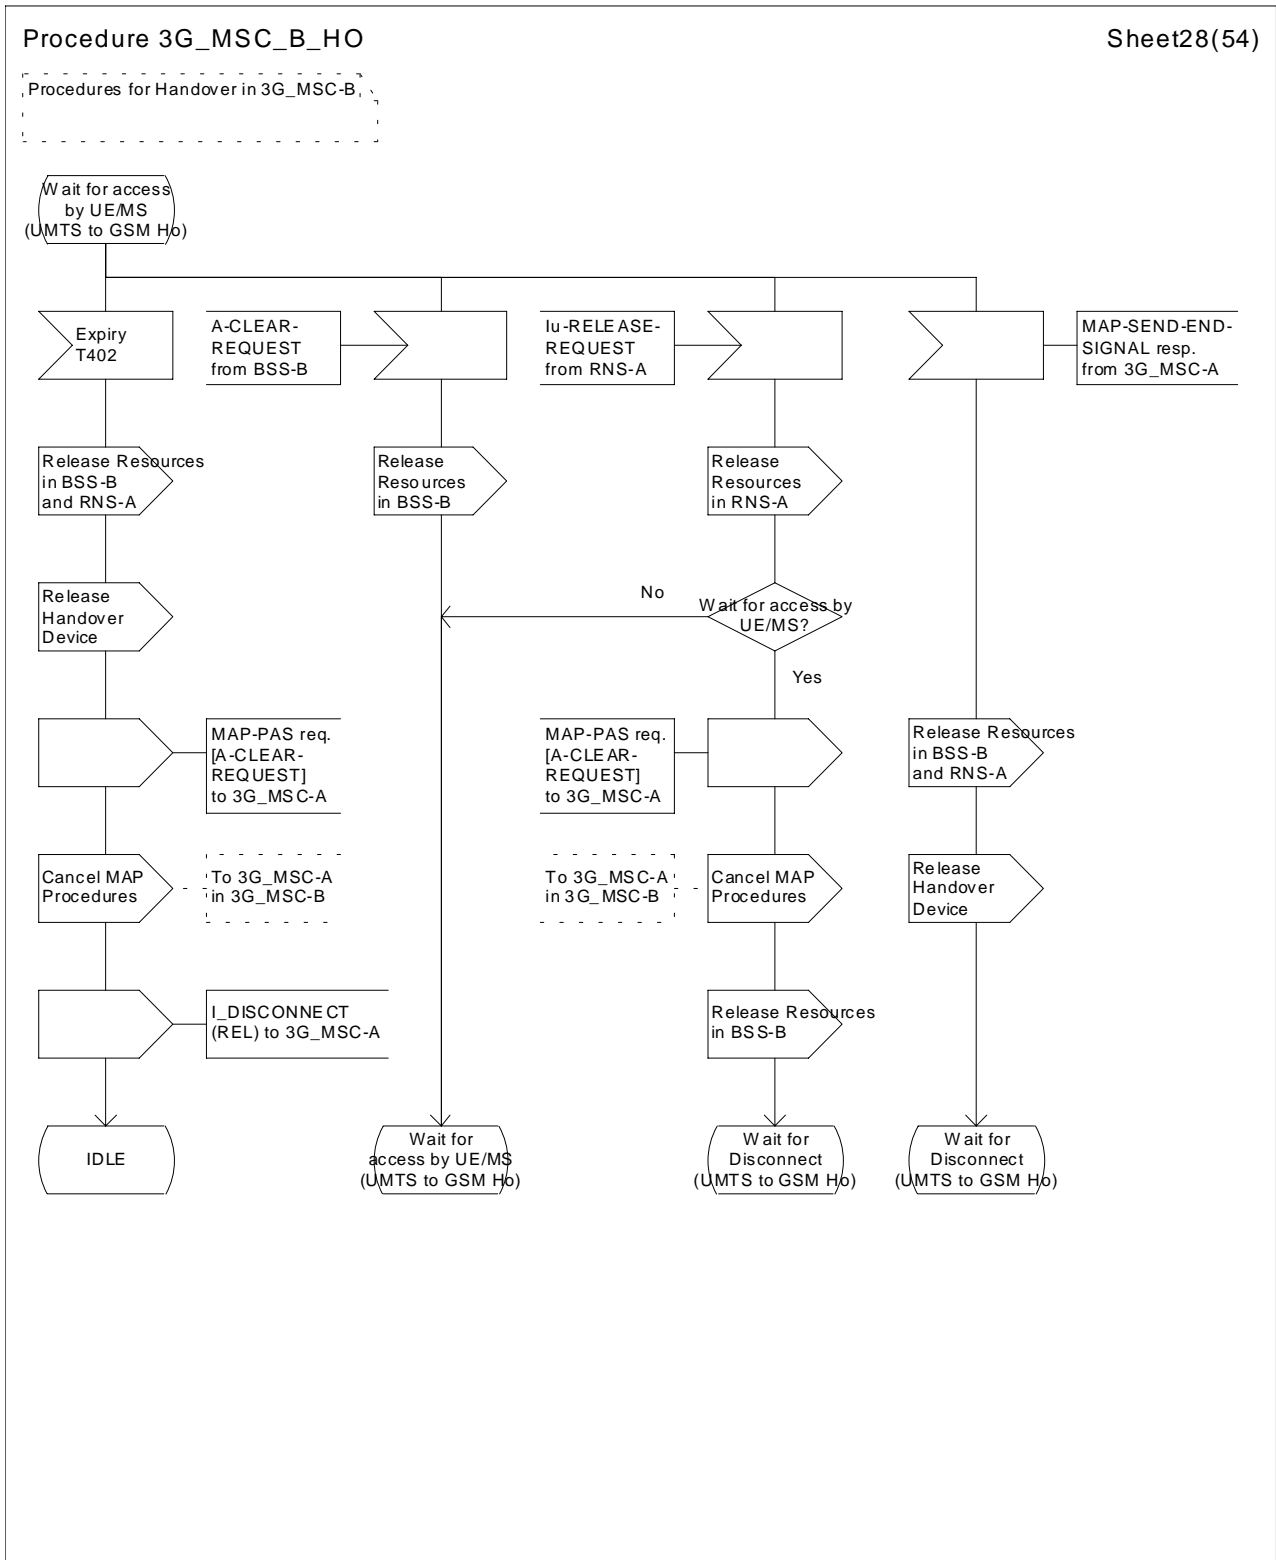 Procedure 3G_MSC_B_HO
Sheet28(54)
Procedures for Handover in 3G_MSC-B
Wait for access
by UE/MS
(UMTS to GSM Ho)
Expiry
T402
A-CLEAR-
REQUEST
from BSS-B
Iu-RELEASE-
REQUEST
from RNS-A
MAP-SEND-END-
SIGNAL resp.
from 3G_MSC-A
Release Resources
in BSS-B
and RNS-A
Release
Resources
in BSS-B
Release
Resources
in RNS-A
Release
Handover
Device
No
Wait for access by
UE/MS?
Yes
MAP-PAS req.
[A-CLEAR-
REQUEST]
to 3G_MSC-A
MAP-PAS req.
[A-CLEAR-
REQUEST]
to 3G_MSC-A
Release Resources
in BSS-B
and RNS-A
Cancel MAP
Procedures
To 3G_MSC-A
in 3G_MSC-B
To 3G_MSC-A
in 3G_MSC-B
Cancel MAP
Procedures
Release
Handover
Device
I_DISCONNECT
(REL) to 3G_MSC-A
Release Resources
in BSS-B
IDLE
Wait for
access by UE/MS
(UMTS to GSM Ho)
Wait for
Disconnect
(UMTS to GSM Ho)
Wait for
Disconnect
(UMTS to GSM Ho)